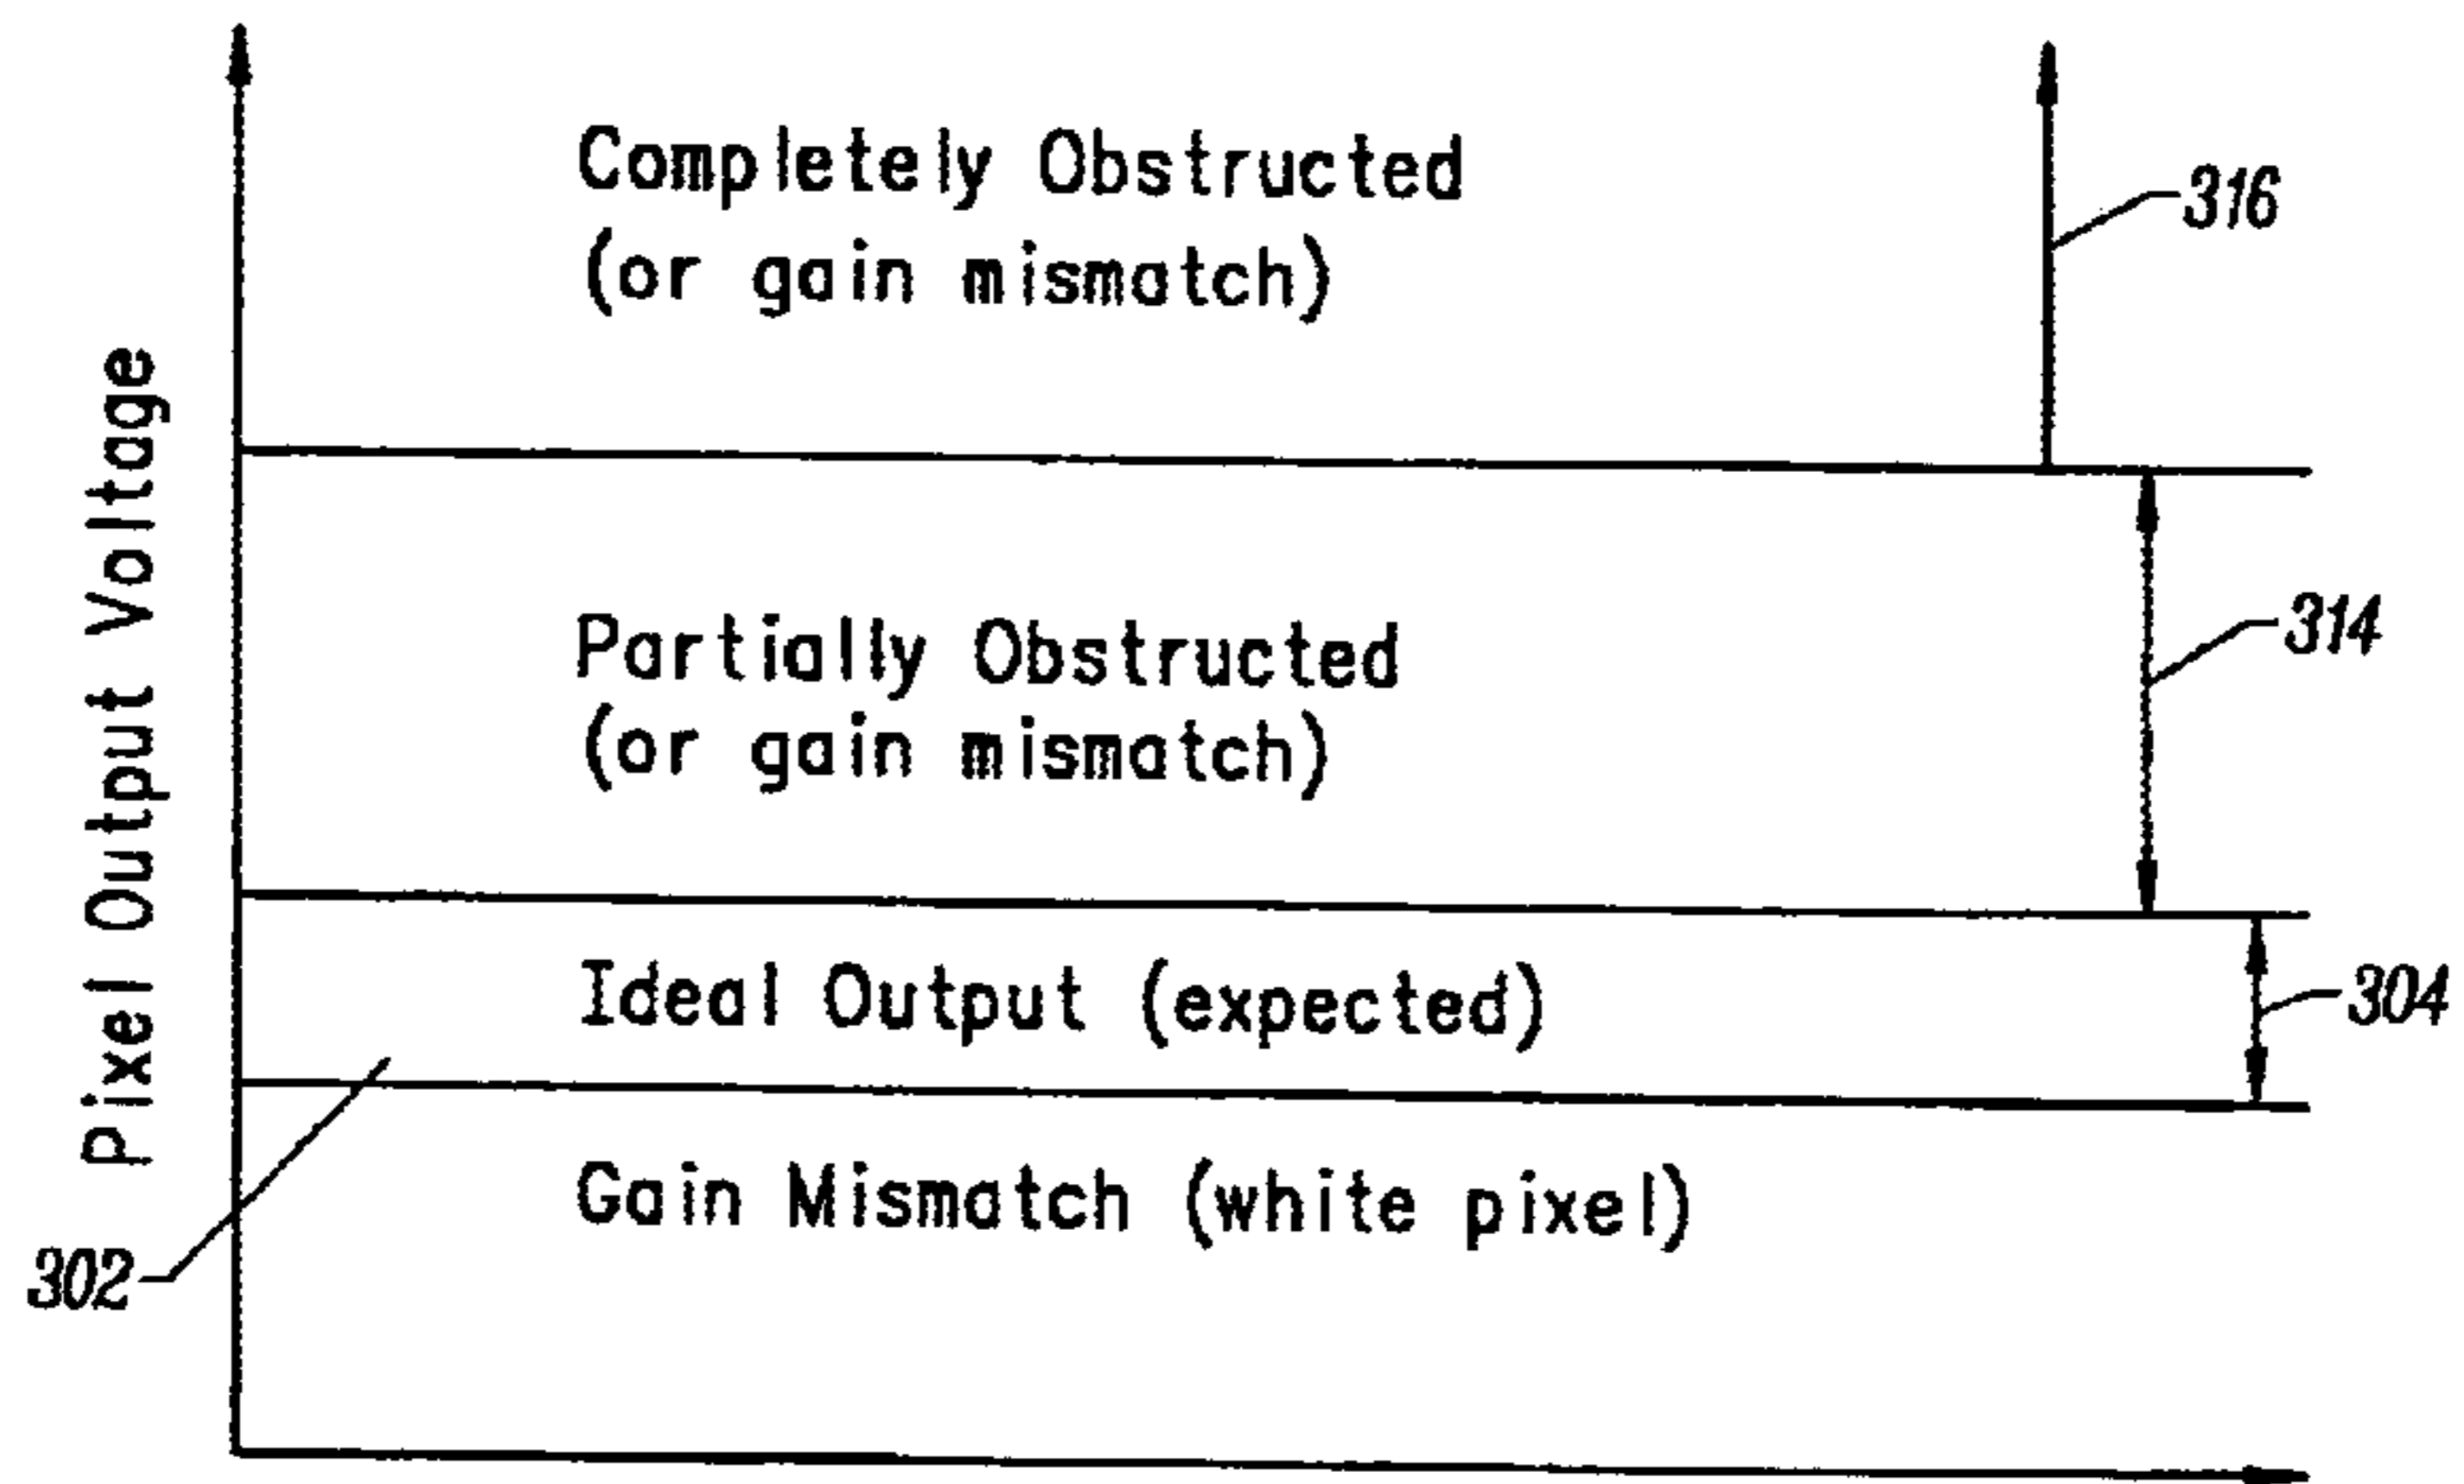 Completely Obstructed
(or gain mismatch)
316
Pixel Output Voltage
Partially Obstructed
(or gain mismatch)
314
Ideal Output (expected)
304
Gain Mismatch (white pixel)
302